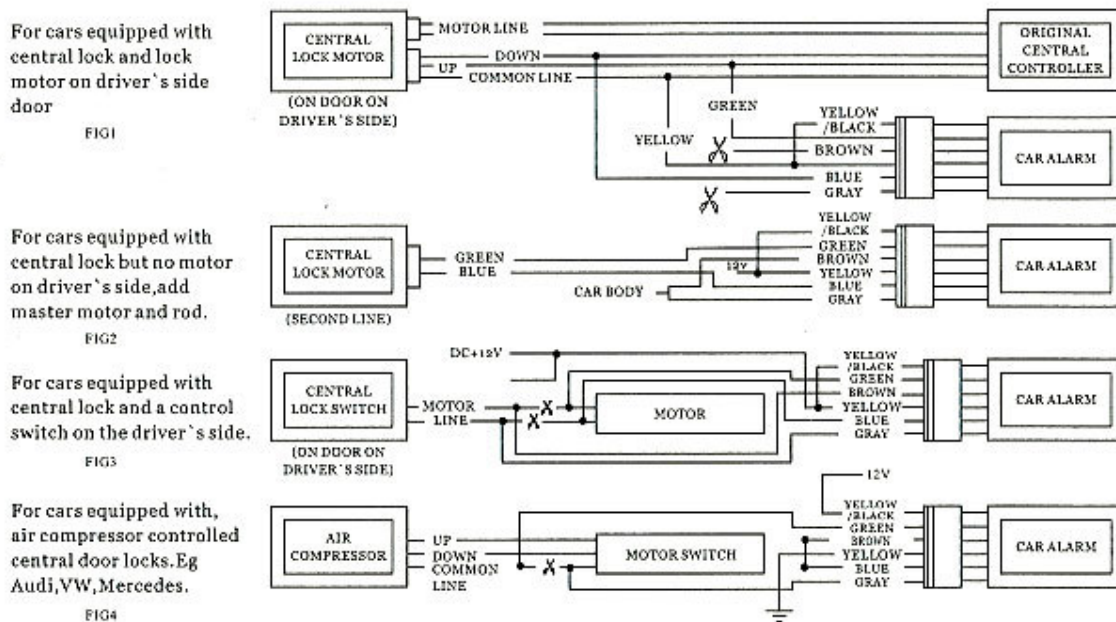 For cars equipped with
central lock and lock
motor on driver`s side
door
FIG1
CENTRAL
LOCK MOTOR
(ON DOOR ON
DRIVER`S SIDE)
MOTOR LINE
DOWN
UP
COMMON LINE
GREEN
YELLOW
ORIGINAL
CENTRAL
CONTROLLER
YELLOW
/BLACK
BROWN
BLUE
GRAY
CAR ALARM
For cars equipped with
central lock but no motor
on driver`s side,add
master motor and rod.
FIG2
CENTRAL
LOCK MOTOR
(SECOND LINE)
GREEN
BLUE
CAR BODY
12V
YELLOW
/BLACK
GREEN
BROWN
YELLOW
BLUE
GRAY
CAR ALARM
For cars equipped with
central lock and a control
switch on the driver`s side.
FIG3
CENTRAL
LOCK SWITCH
(ON DOOR ON
DRIVER`S SIDE)
DC+12V
MOTOR
LINE
MOTOR
YELLOW
/BLACK
GREEN
BROWN
YELLOW
BLUE
GRAY
CAR ALARM
For cars equipped with,
air compressor controlled
central door locks.Eg
Audi,VW,Mercedes.
FIG4
AIR
COMPRESSOR
UP
DOWN
COMMON
LINE
MOTOR SWITCH
12V
YELLOW
/BLACK
GREEN
BROWN
YELLOW
BLUE
GRAY
CAR ALARM